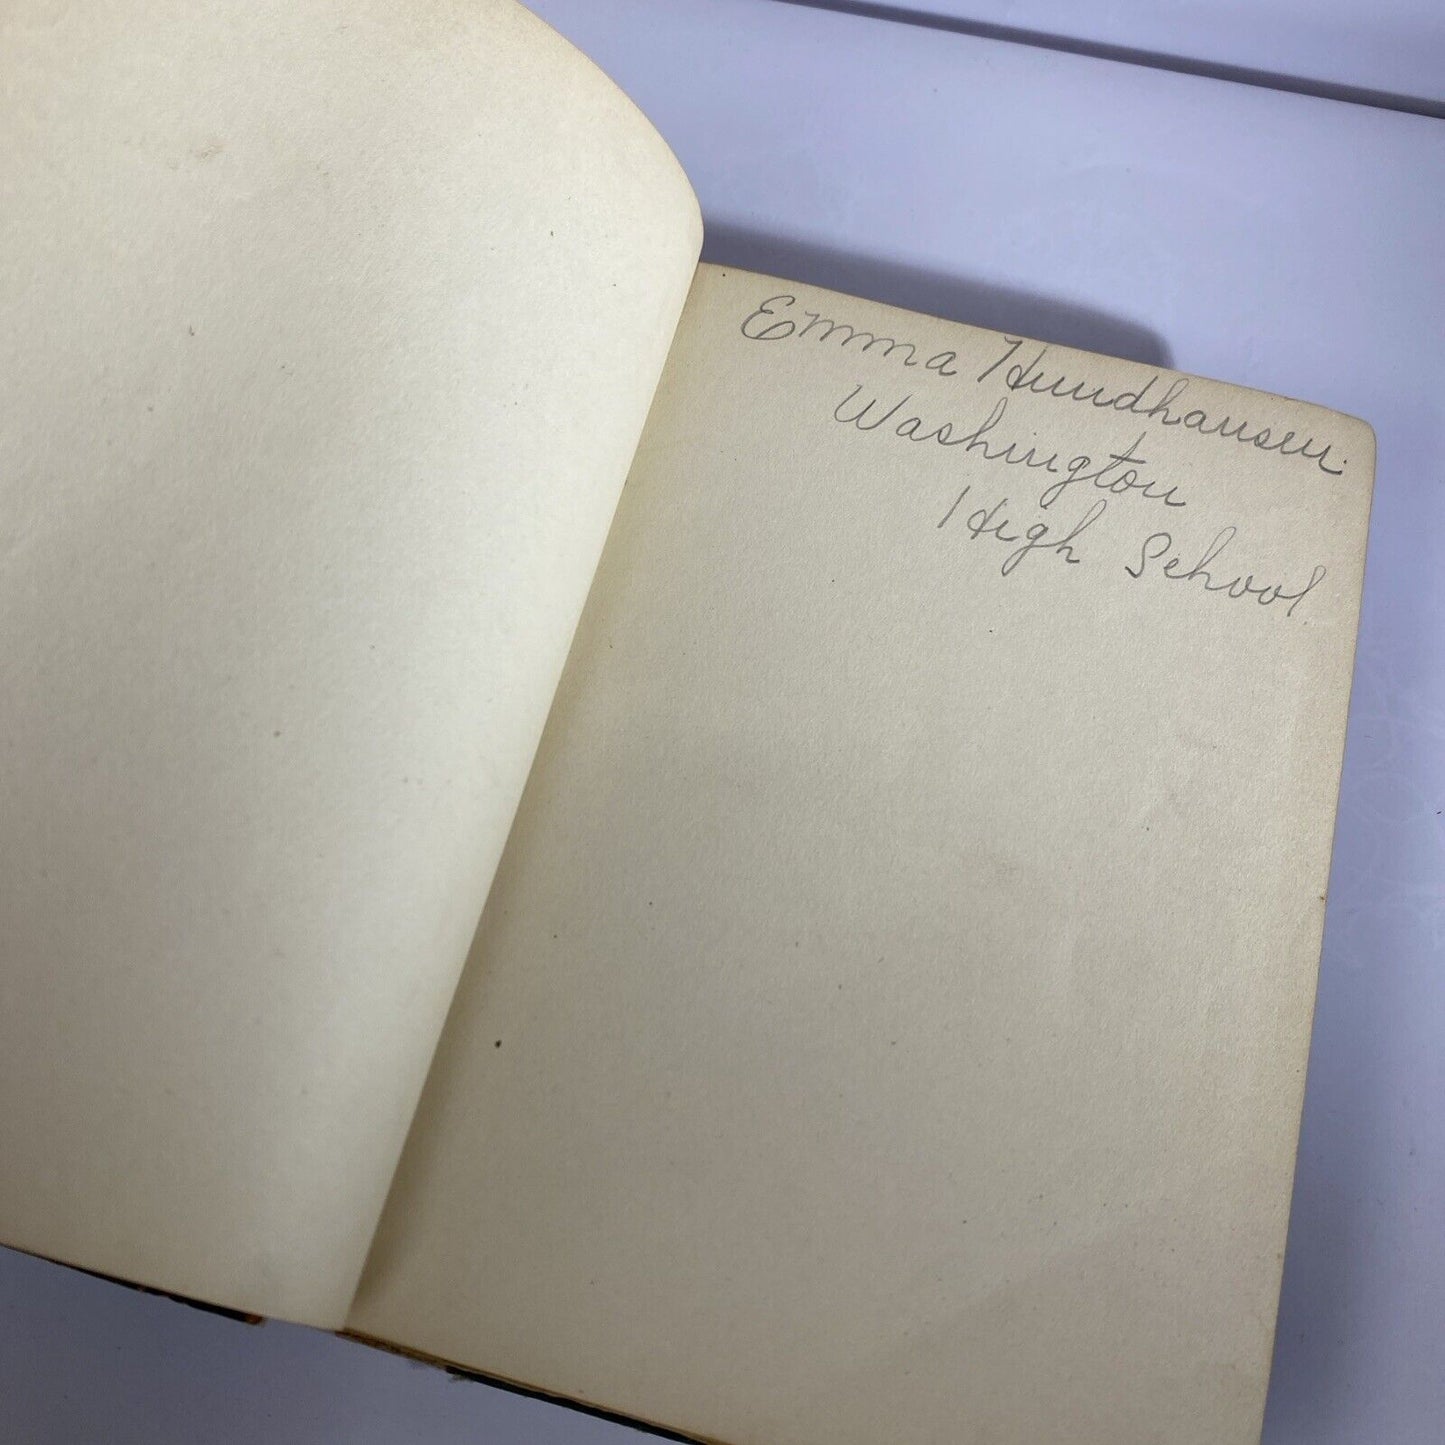 Emma Hundhausen.
Washington
High School.